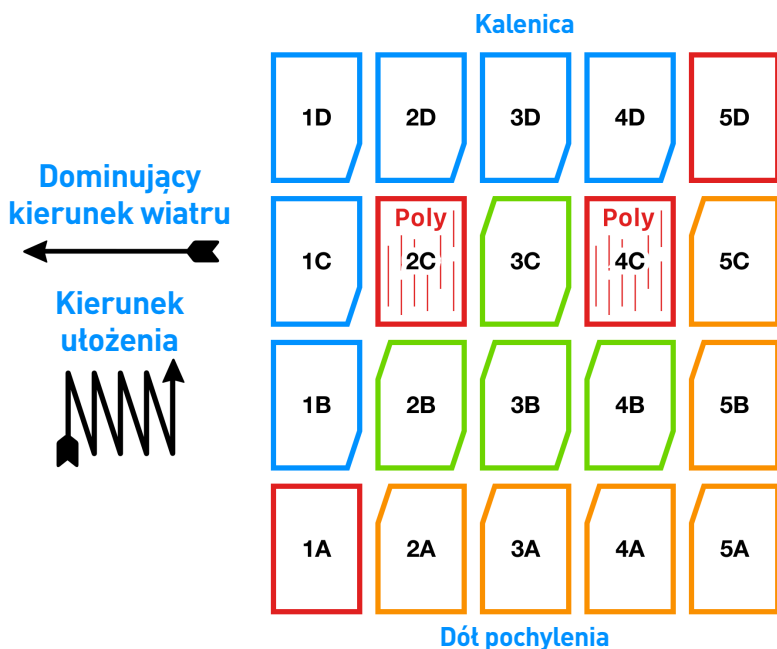 Kalenica
1D 2D 3D 4D 5D
Dominujący
kierunek wiatru
Poly Poly
1C 2C 3C 4C 5C
Kierunek
ułożenia
1B 2B 3B 4B 5B
1A 2A 3A 4A 5A
Dół pochylenia